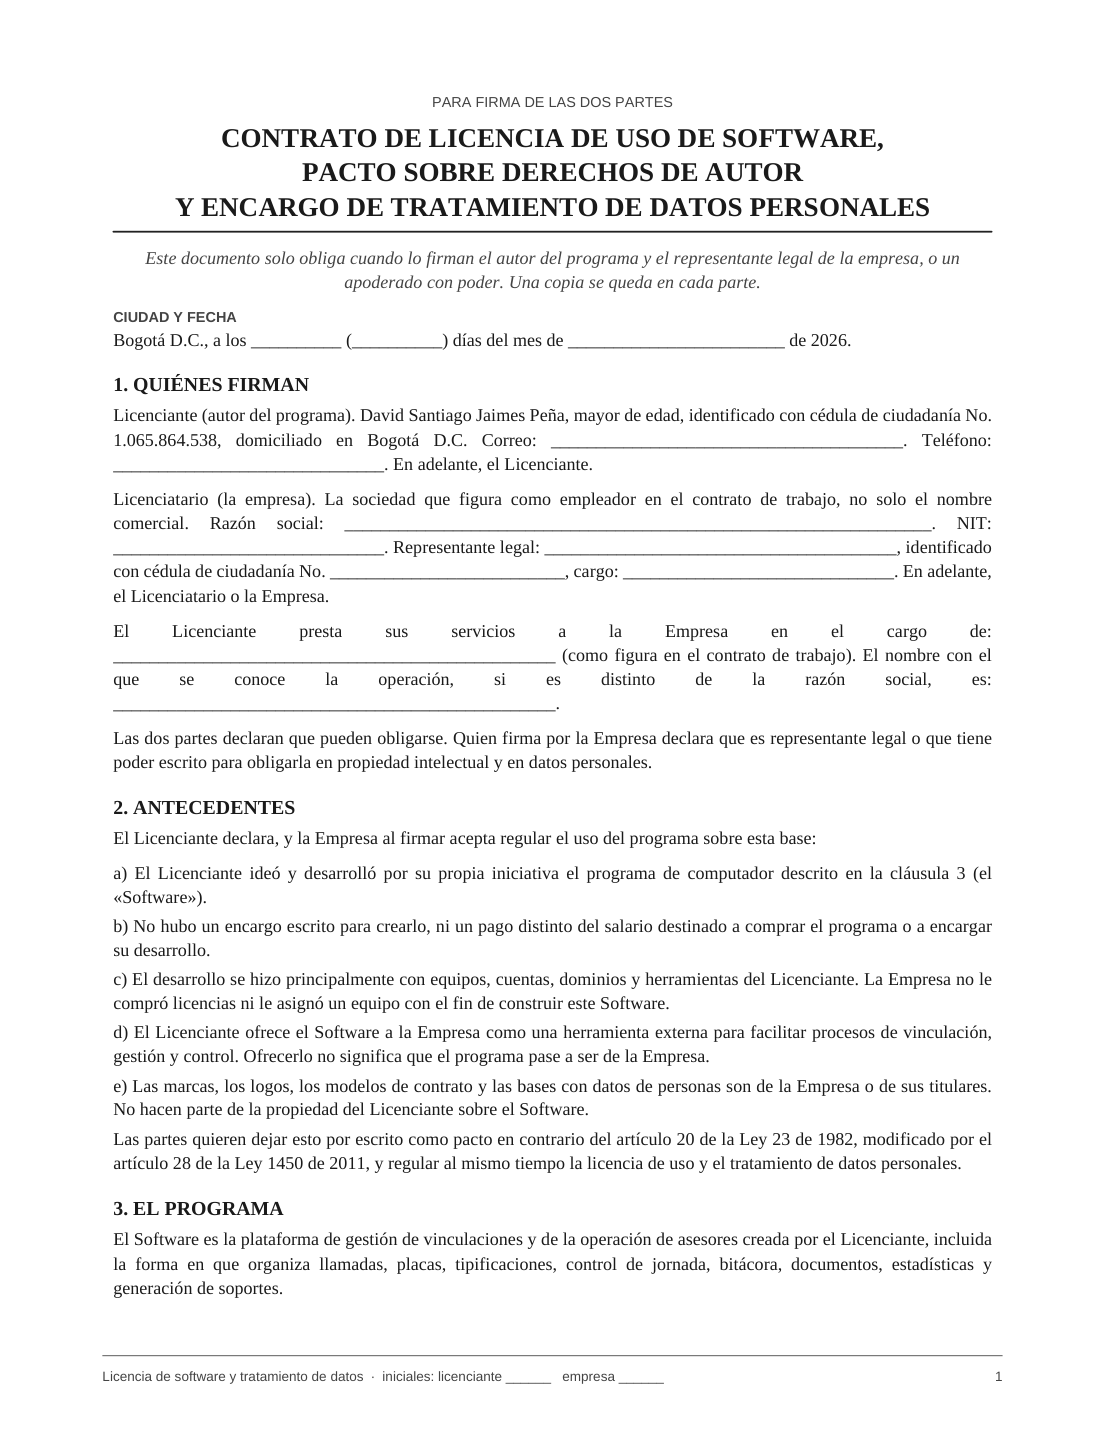 PARA FIRMA DE LAS DOS PARTES
CONTRATO DE LICENCIA DE USO DE SOFTWARE,
PACTO SOBRE DERECHOS DE AUTOR
Y ENCARGO DE TRATAMIENTO DE DATOS PERSONALES
Este documento solo obliga cuando lo firman el autor del programa y el representante legal de la empresa, o un
apoderado con poder. Una copia se queda en cada parte.
CIUDAD Y FECHA
Bogotá D.C., a los __________ (__________) días del mes de ________________________ de 2026.
1. QUIÉNES FIRMAN
Licenciante (autor del programa). David Santiago Jaimes Peña, mayor de edad, identificado con cédula de ciudadanía No.
1.065.864.538, domiciliado en Bogotá D.C. Correo: _______________________________________. Teléfono:
______________________________. En adelante, el Licenciante.
Licenciatario (la empresa). La sociedad que figura como empleador en el contrato de trabajo, no solo el nombre
comercial. Razón social: _________________________________________________________________. NIT:
______________________________. Representante legal: _______________________________________, identificado
con cédula de ciudadanía No. __________________________, cargo: ______________________________. En adelante,
el Licenciatario o la Empresa.
El Licenciante presta sus servicios a la Empresa en el cargo de:
_________________________________________________ (como figura en el contrato de trabajo). El nombre con el
que se conoce la operación, si es distinto de la razón social, es:
_________________________________________________.
Las dos partes declaran que pueden obligarse. Quien firma por la Empresa declara que es representante legal o que tiene
poder escrito para obligarla en propiedad intelectual y en datos personales.
2. ANTECEDENTES
El Licenciante declara, y la Empresa al firmar acepta regular el uso del programa sobre esta base:
a) El Licenciante ideó y desarrolló por su propia iniciativa el programa de computador descrito en la cláusula 3 (el
«Software»).
b) No hubo un encargo escrito para crearlo, ni un pago distinto del salario destinado a comprar el programa o a encargar
su desarrollo.
c) El desarrollo se hizo principalmente con equipos, cuentas, dominios y herramientas del Licenciante. La Empresa no le
compró licencias ni le asignó un equipo con el fin de construir este Software.
d) El Licenciante ofrece el Software a la Empresa como una herramienta externa para facilitar procesos de vinculación,
gestión y control. Ofrecerlo no significa que el programa pase a ser de la Empresa.
e) Las marcas, los logos, los modelos de contrato y las bases con datos de personas son de la Empresa o de sus titulares.
No hacen parte de la propiedad del Licenciante sobre el Software.
Las partes quieren dejar esto por escrito como pacto en contrario del artículo 20 de la Ley 23 de 1982, modificado por el
artículo 28 de la Ley 1450 de 2011, y regular al mismo tiempo la licencia de uso y el tratamiento de datos personales.
3. EL PROGRAMA
El Software es la plataforma de gestión de vinculaciones y de la operación de asesores creada por el Licenciante, incluida
la forma en que organiza llamadas, placas, tipificaciones, control de jornada, bitácora, documentos, estadísticas y
generación de soportes.
Licencia de software y tratamiento de datos · iniciales: licenciante ______ empresa ______ 1